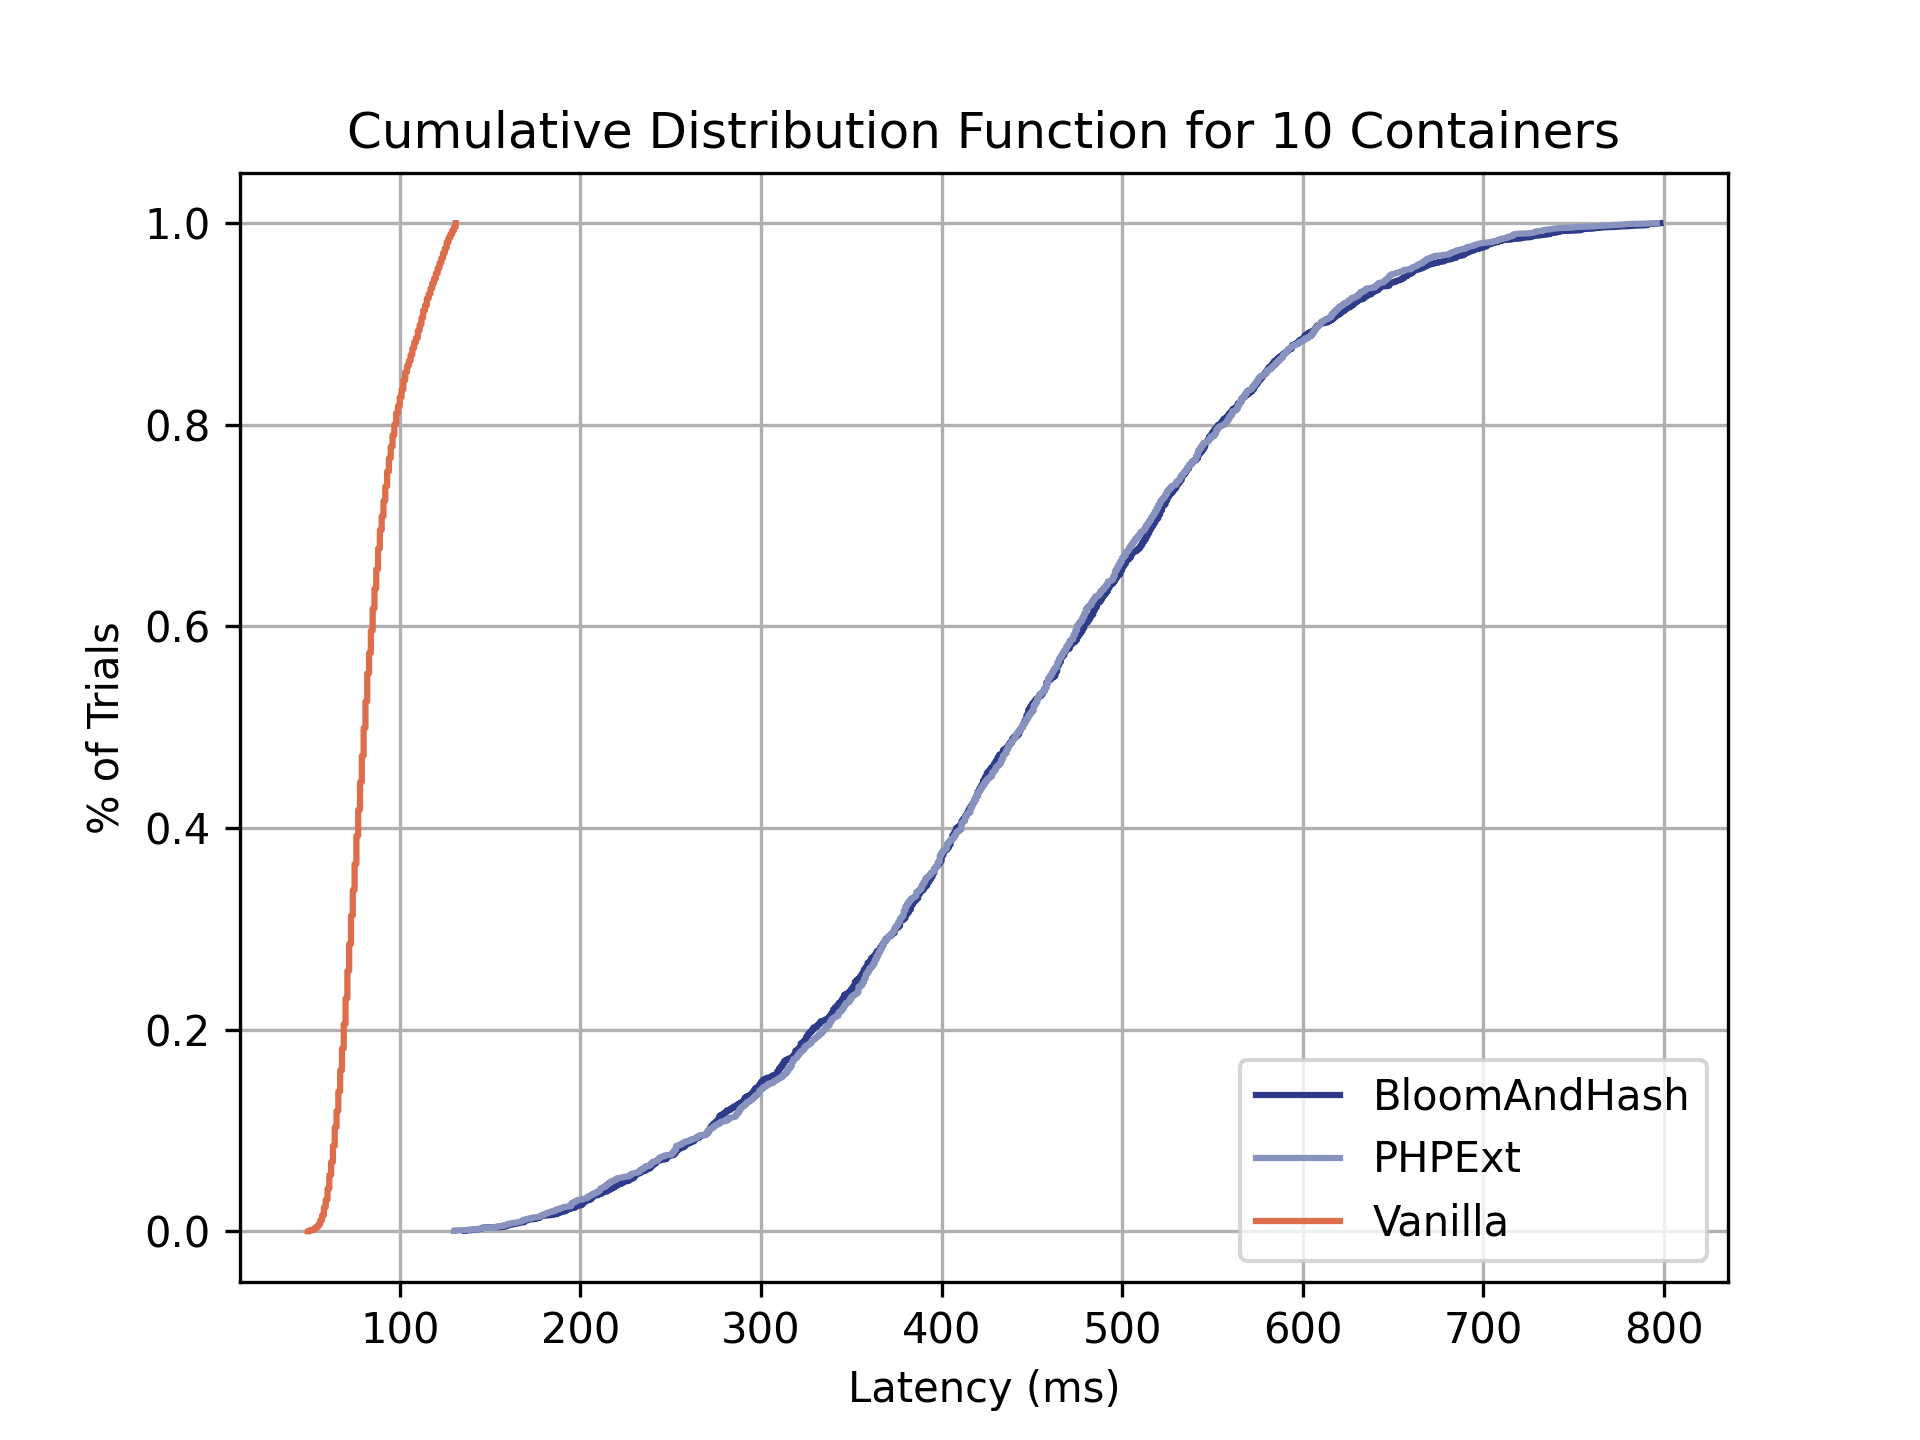 Cumulative Distribution Function for 10 Containers
1.0
0.8
0.6
0.4
0.2
0.0
% of Trials
BloomAndHash
PHPExt
Vanilla
100 200 300 400 500 600 700 800
Latency (ms)